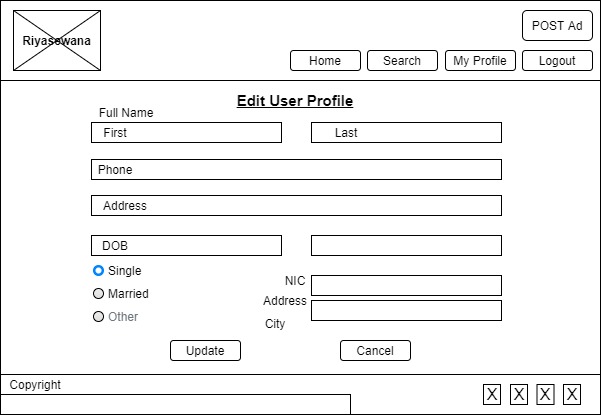 Riyasewana
POST Ad
Home
Search
My Profile
Logout
Edit User Profile
Full Name
First
Last
Phone
Address
DOB
Single
Married
Other
NIC
Address
City
Update
Cancel
Copyright
X X X X